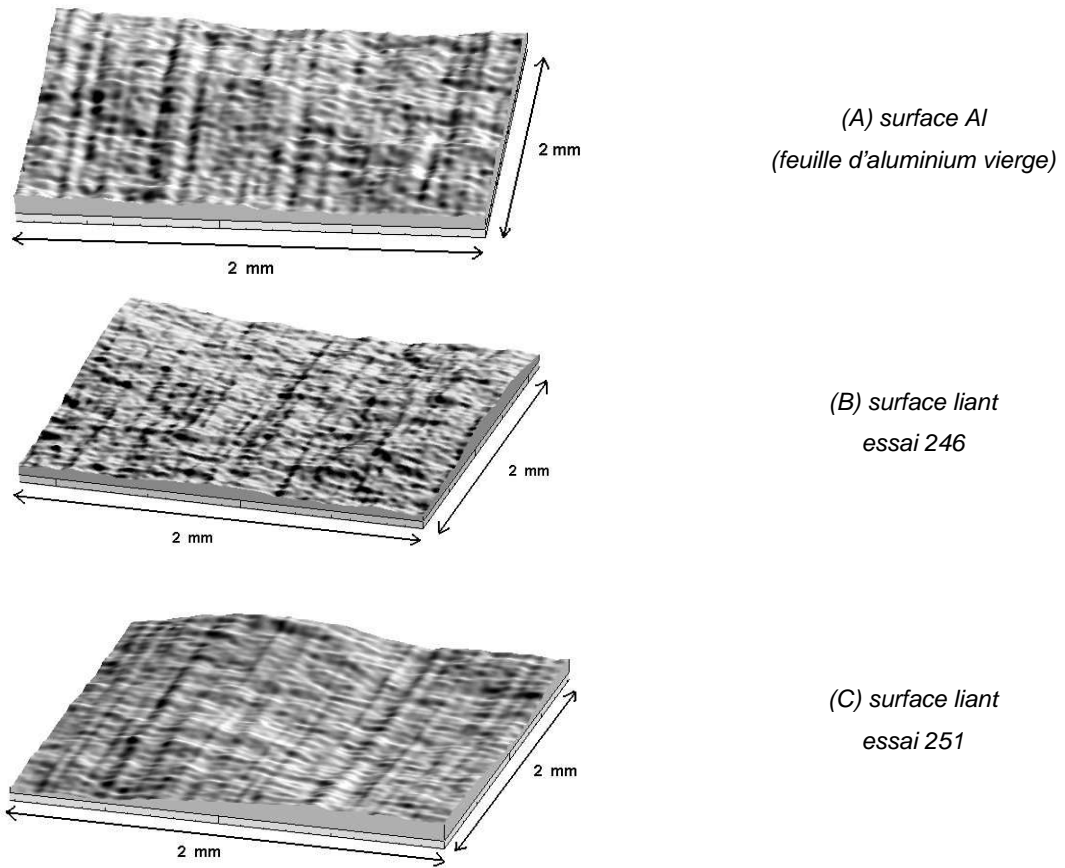 (A) surface Al
(feuille d'aluminium vierge)
2 mm
2 mm
(B) surface liant
essai 246
2 mm
2 mm
(C) surface liant
essai 251
2 mm
2 mm